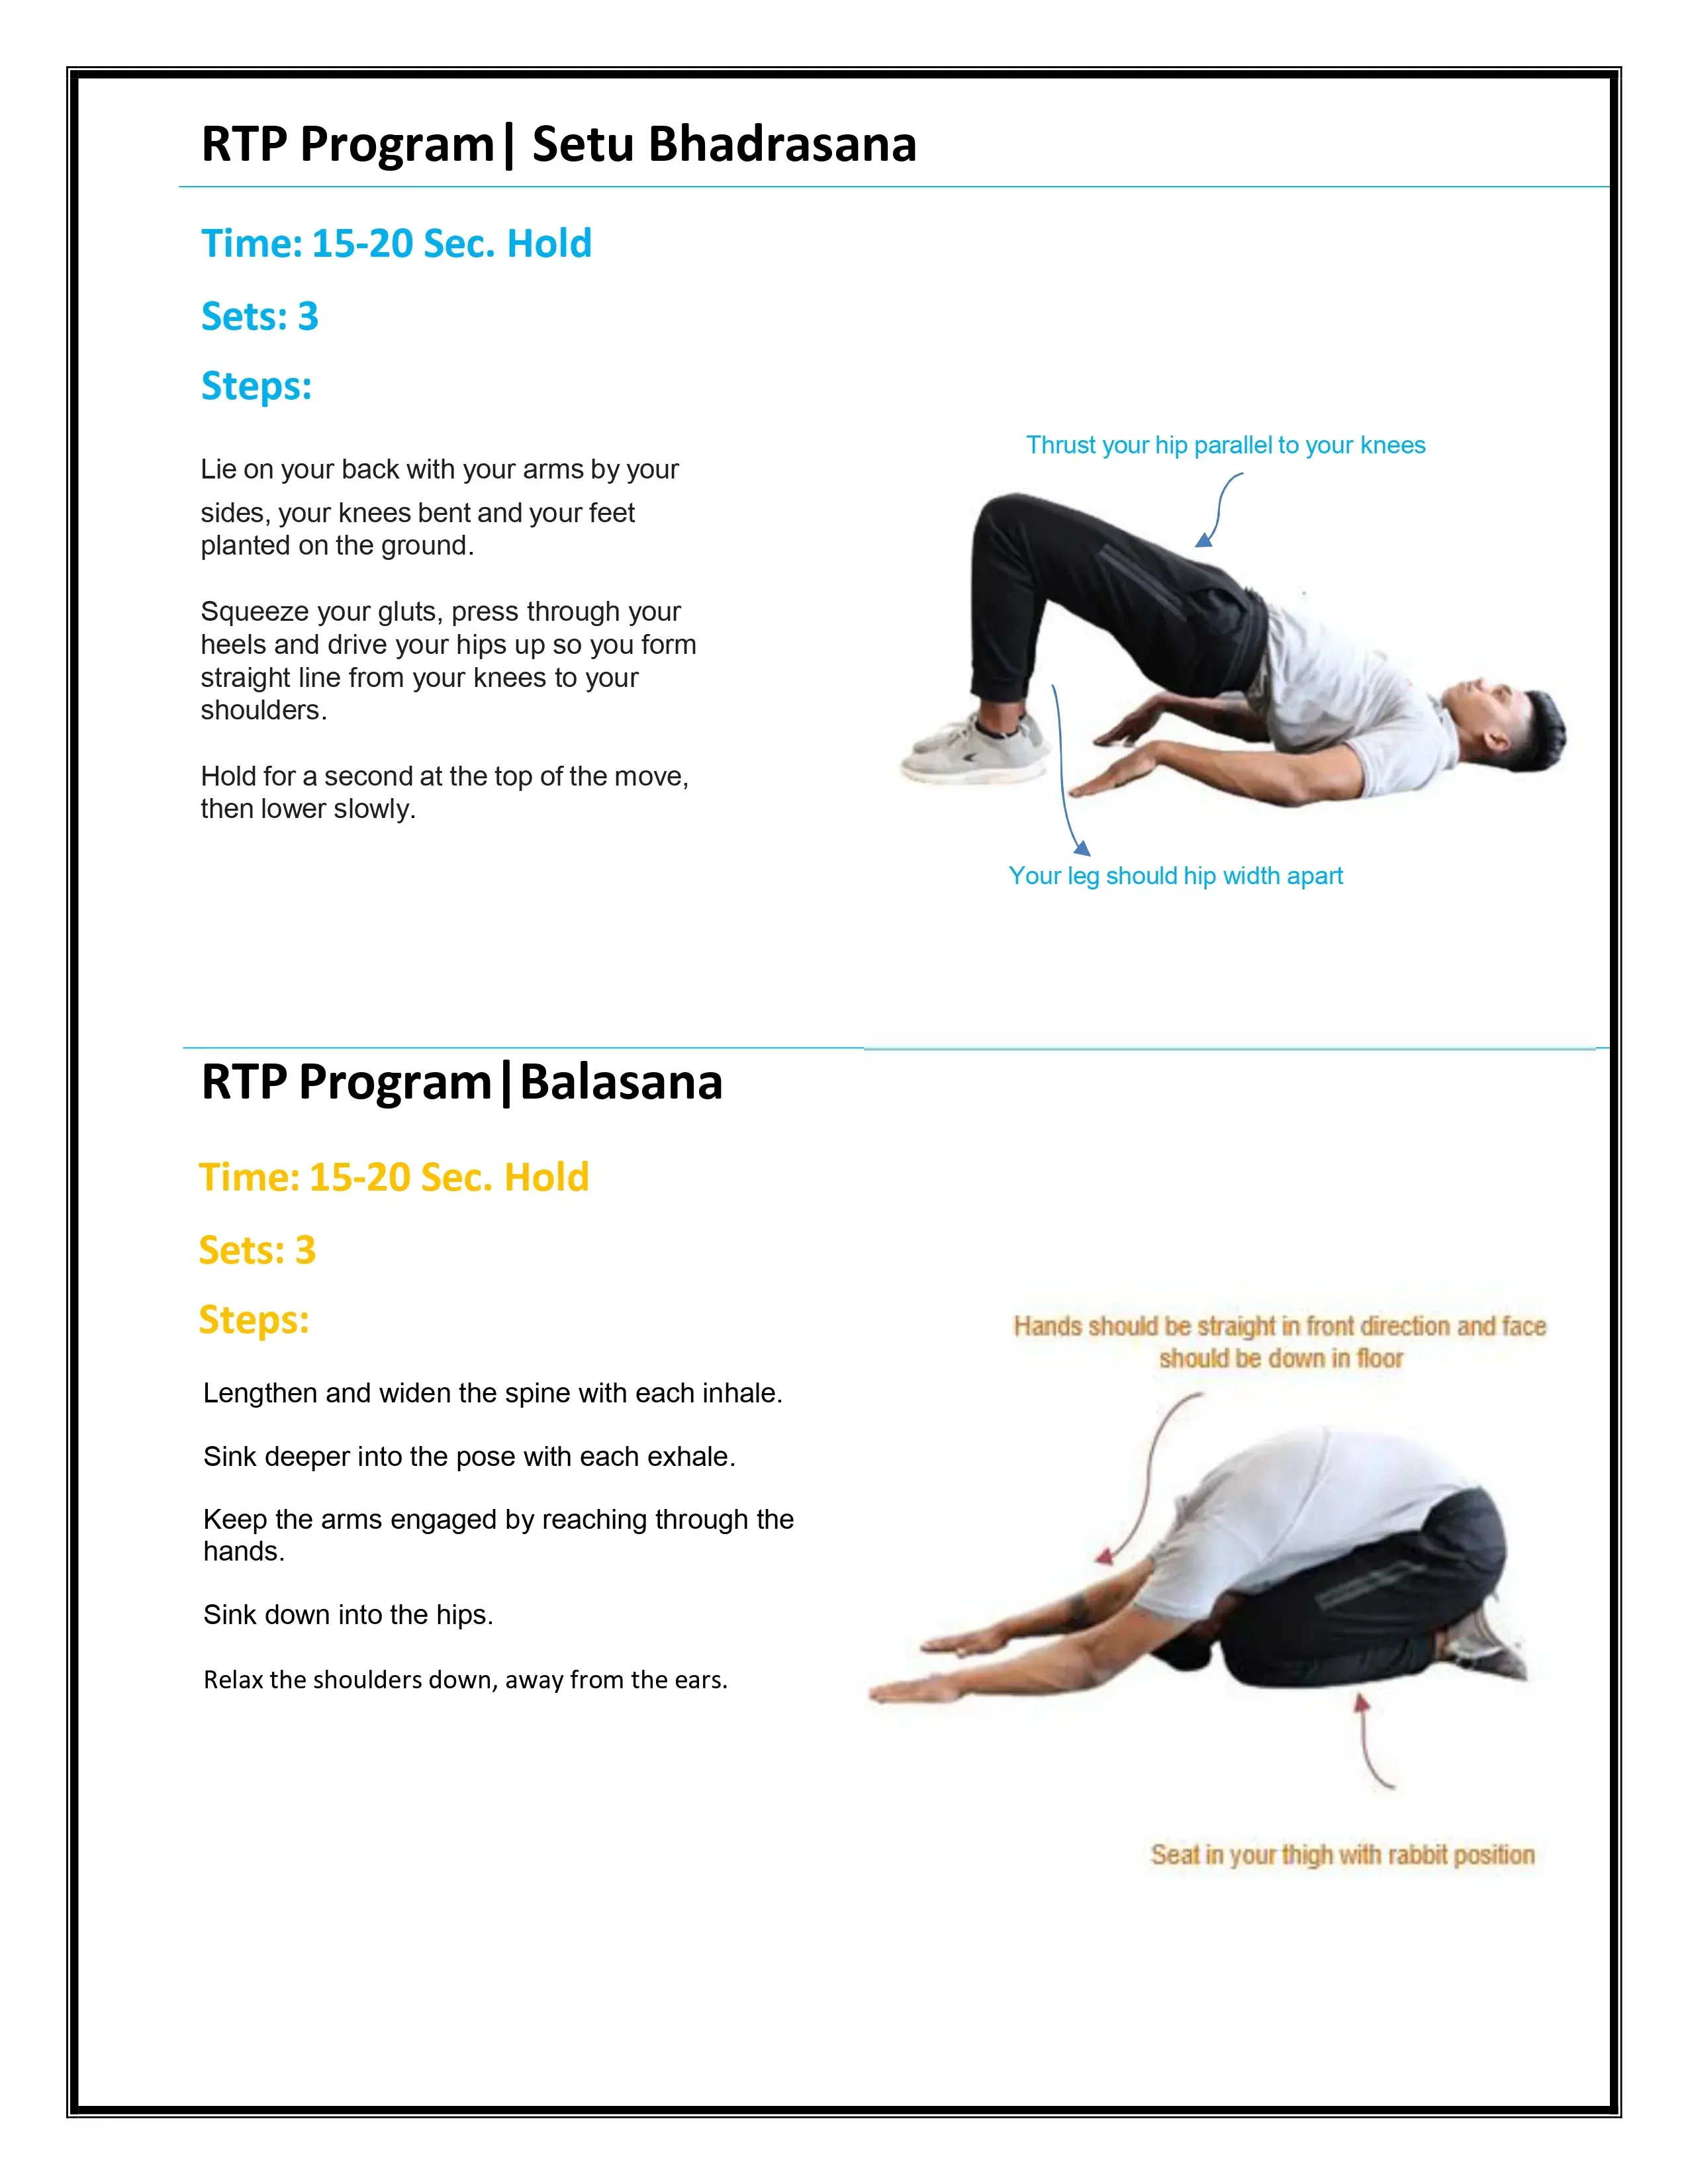 RTP Program| Setu Bhadrasana
Time: 15-20 Sec. Hold
Sets: 3
Steps:
Lie on your back with your arms by your
sides, your knees bent and your feet
planted on the ground.
Squeeze your gluts, press through your
heels and drive your hips up so you form
straight line from your knees to your
shoulders.
Hold for a second at the top of the move,
then lower slowly.
Thrust your hip parallel to your knees
Your leg should hip width apart
RTP Program|Balasana
Time: 15-20 Sec. Hold
Sets: 3
Steps:
Lengthen and widen the spine with each inhale.
Sink deeper into the pose with each exhale.
Keep the arms engaged by reaching through the
hands.
Sink down into the hips.
Relax the shoulders down, away from the ears.
Hands should be straight in front direction and face
should be down in floor
Seat in your thigh with rabbit position